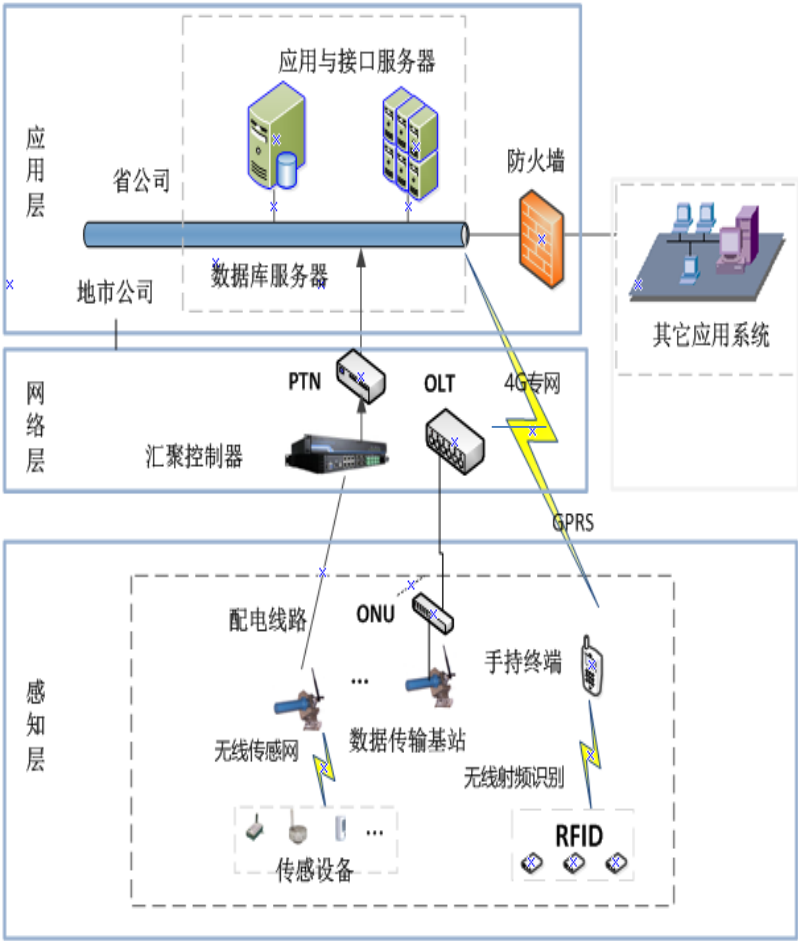 应用与接口服务器
应用层
省公司
防火墙
数据库服务器
地市公司
其它应用系统
网络层
PTN
OLT
4G专网
汇聚控制器
GPRS
感知层
配电线路
ONU
手持终端
...
数据传输基站
无线传感网
无线射频识别
...
传感设备
RFID